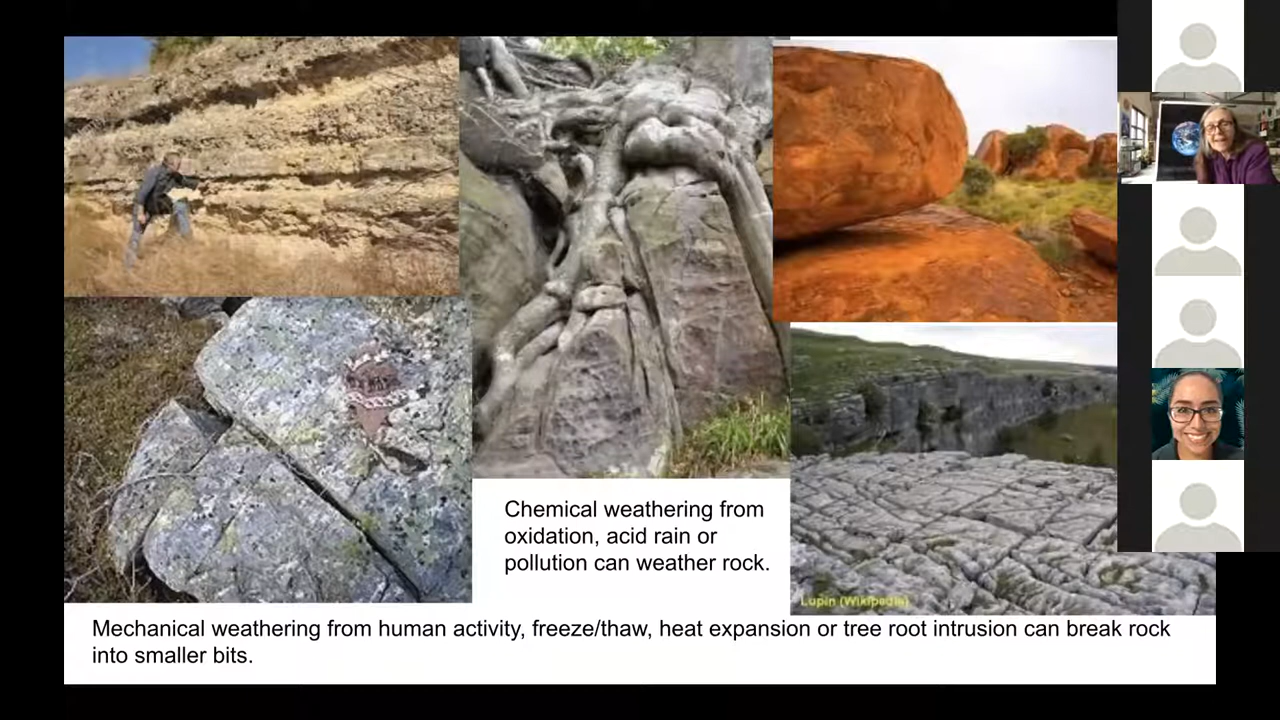 Chemical weathering from
oxidation, acid rain or
pollution can weather rock.
Lupin (Wikipedia)
Mechanical weathering from human activity, freeze/thaw, heat expansion or tree root intrusion can break rock
into smaller bits.